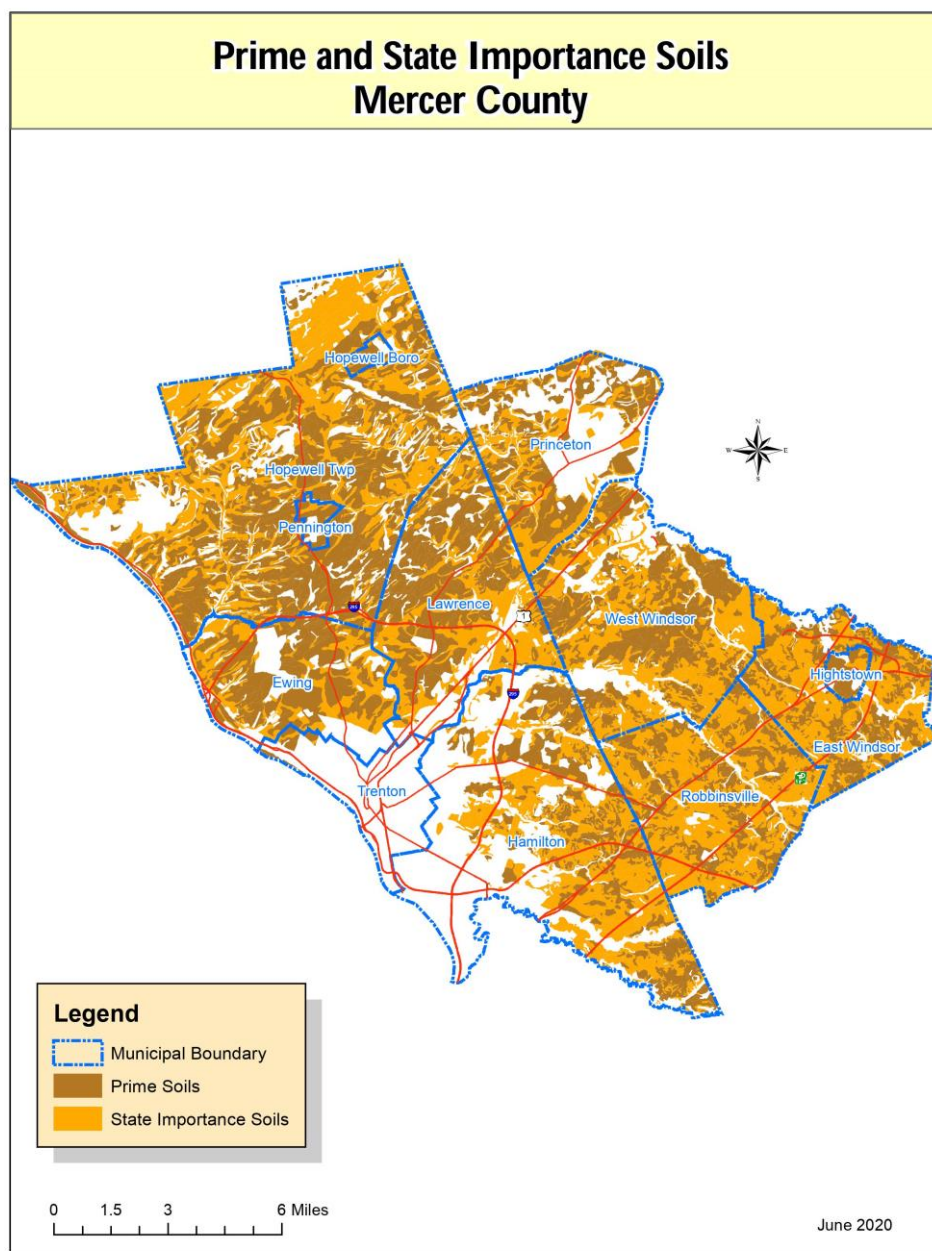 Prime and State Importance Soils
Mercer County
N
W E
S
Hopewell Boro
Princeton
Hopewell Twp
Pennington
Lawrence
1
West Windsor
Ewing
295
Hightstown
East Windsor
Trenton
Robbinsville
Hamilton
Legend
Municipal Boundary
Prime Soils
State Importance Soils
0 1.5 3 6 Miles
June 2020